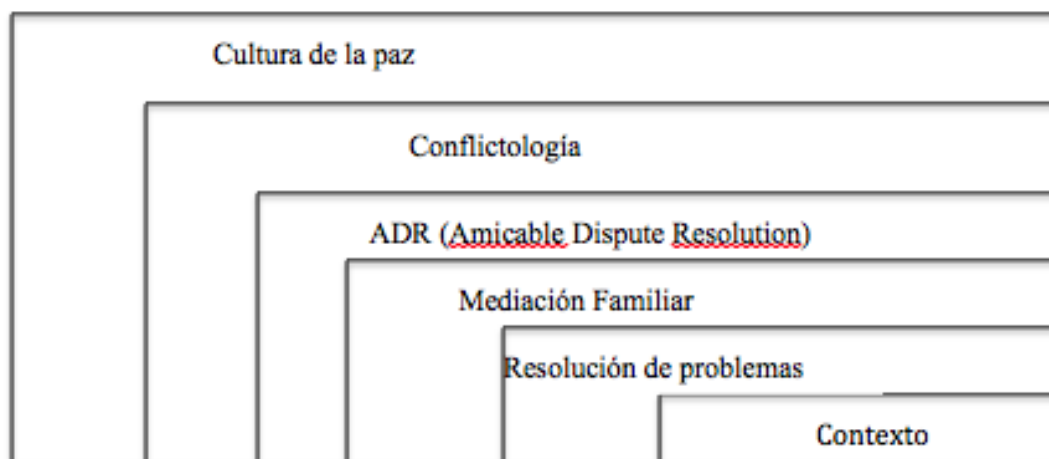 Cultura de la paz
Conflictología
ADR (Amicable Dispute Resolution)
Mediación Familiar
Resolución de problemas
Contexto